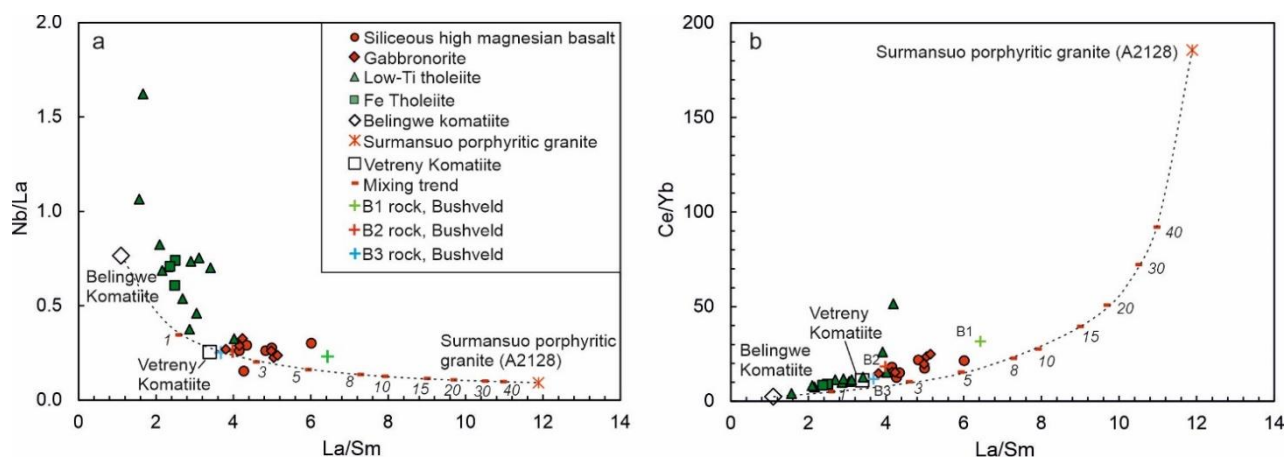 a
Nb/La
2.0
1.5
1.0
0.5
0.0
0 2 4 6 8 10 12 14
La/Sm
Siliceous high magnesian basalt
Gabbronorite
Low-Ti tholeiite
Fe Tholeiite
Belingwe komatiite
Surmansuo porphyritic granite
Vetreny Komatiite
Mixing trend
B1 rock, Bushveld
B2 rock, Bushveld
B3 rock, Bushveld
Belingwe
Komatiite
Vetreny
Komatiite
Surmansuo porphyritic
granite (A2128)
1
3
5
8
10
15
20
30
40
b
Ce/Yb
200
150
100
50
0
0 2 4 6 8 10 12 14
La/Sm
Surmansuo porphyritic granite (A2128)
Vetreny
Komatiite
Belingwe
Komatiite
B1
B2
B3
1
3
5
8
10
15
20
30
40